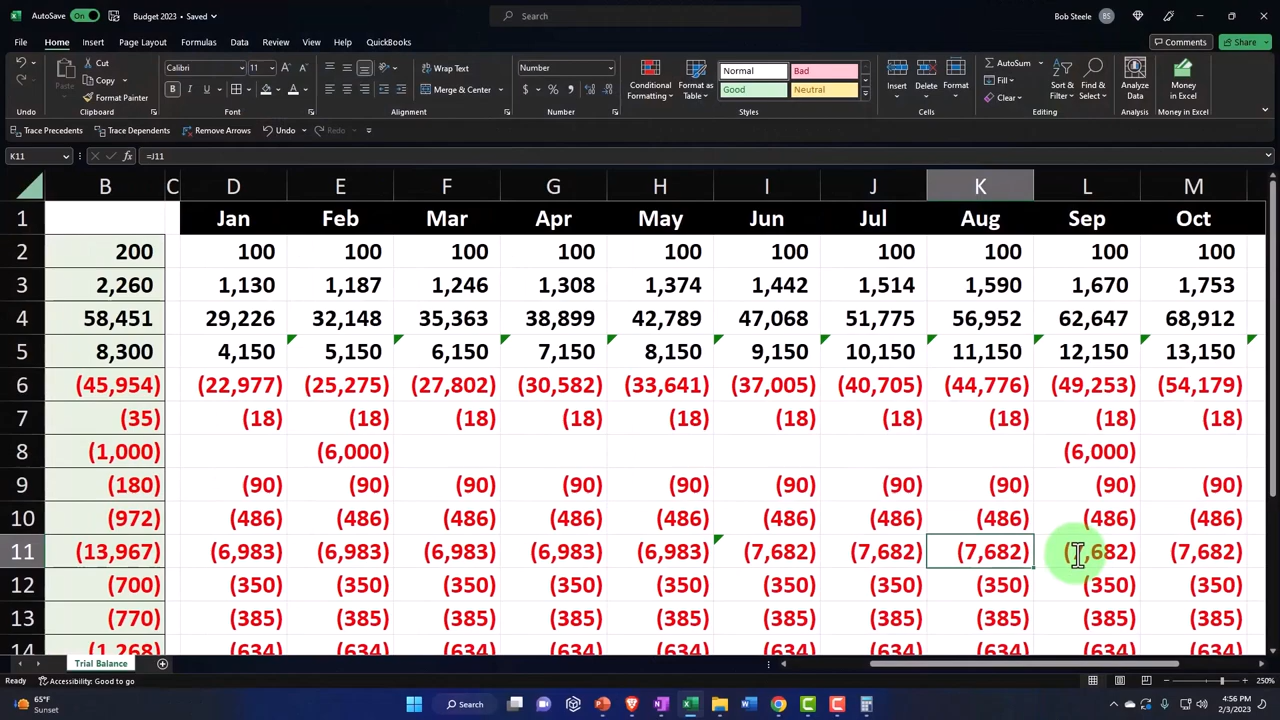 AutoSave On Budget 2023 • Saved Search Bob Steele BS
File Home Insert Page Layout Formulas Data Review View Help QuickBooks Comments Share
Cut Calibri 11 Wrap Text Number Normal Bad AutoSum
Copy Good Neutral Fill
Paste Format Painter B I U Merge & Center $ % Conditional Formatting Format as Table Insert Delete Format Clear Sort & Filter Find & Select Analyze Data Money in Excel
Undo Clipboard Font Alignment Number Styles Cells Editing Analysis Money in Excel
Trace Precedents Trace Dependents Remove Arrows Undo Redo
K11 fx =J11
B C D E F G H I J K L M
1 Jan Feb Mar Apr May Jun Jul Aug Sep Oct
2 200 100 100 100 100 100 100 100 100 100 100
3 2,260 1,130 1,187 1,246 1,308 1,374 1,442 1,514 1,590 1,670 1,753
4 58,451 29,226 32,148 35,363 38,899 42,789 47,068 51,775 56,952 62,647 68,912
5 8,300 4,150 5,150 6,150 7,150 8,150 9,150 10,150 11,150 12,150 13,150
6 (45,954) (22,977) (25,275) (27,802) (30,582) (33,641) (37,005) (40,705) (44,776) (49,253) (54,179)
7 (35) (18) (18) (18) (18) (18) (18) (18) (18) (18) (18)
8 (1,000) (6,000) (6,000)
9 (180) (90) (90) (90) (90) (90) (90) (90) (90) (90) (90)
10 (972) (486) (486) (486) (486) (486) (486) (486) (486) (486) (486)
11 (13,967) (6,983) (6,983) (6,983) (6,983) (6,983) (7,682) (7,682) (7,682) (7,682) (7,682)
12 (700) (350) (350) (350) (350) (350) (350) (350) (350) (350) (350)
13 (770) (385) (385) (385) (385) (385) (385) (385) (385) (385) (385)
14 (1,268) (634) (634) (634) (634) (634) (634) (634) (634) (634) (634)
Trial Balance
Ready Accessibility: Good to go 250%
65°F
Sunset
Search
4:56 PM
2/3/2023